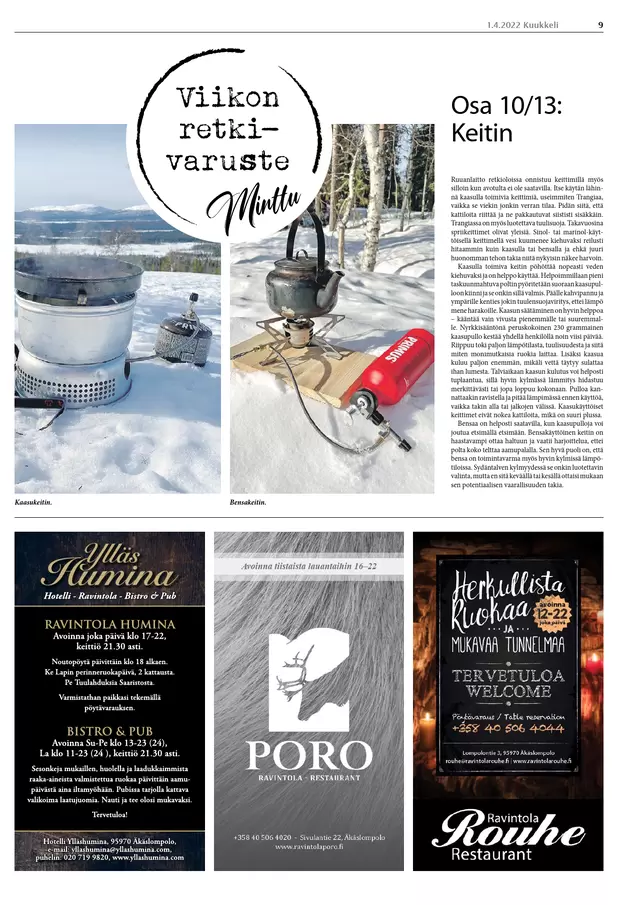 1.4.2022 Kuukkeli 9
Viikon
retki-
varuste
Minttu
Osa 10/13:
Keitin
Ruuanlaitto retkioloissa onnistuu keittimillä myös
silloin kun avotulta ei ole saatavilla. Itse käytän lähin-
nä kaasulla toimivia keittimiä, useimmiten Trangiaa,
vaikka se viekin jonkin verran tilaa. Pidän siitä, että
kattiloita riittää ja ne pakkautuvat siististi sisäkkäin.
Trangiassa on myös luotettava tuulisuoja. Takavuosina
spriikeittimet olivat yleisiä. Sinol- tai marinol-käyt-
töisellä keittimellä vesi kuumenee kiehuvaksi reilusti
hitaammin kuin kaasulla tai bensalla ja ehkä juuri
huonomman tehon takia niitä nykyisin näkee harvoin.
Kaasulla toimiva keitin pöhöttää nopeasti veden
kiehuvaksi ja on helppo käyttää. Helpoimmillaan pieni
taskuunmahtuva poltin pyöritetään suoraan kaasupul-
loon kiinni ja se onkin sillä valmis. Päälle kahvipannu ja
ympärille kenties jokin tuulensuojaviritys, ettei lämpö
mene harakoille. Kaasun säätäminen on hyvin helppoa
– kääntää vain vivusta pienemmälle tai suuremmal-
le. Nyrkkisääntönä peruskokoinen 230 grammainen
kaasupullo kestää yhdellä henkilöllä noin viisi päivää.
Riippuu toki paljon lämpötilasta, tuulisuudesta ja siitä
miten monimutkaisia ruokia laittaa. Lisäksi kaasua
kuluu paljon enemmän, mikäli vettä täytyy sulattaa
ihan lumesta. Talviaikaan kaasun kulutus voi helposti
tuplaantua, sillä hyvin kylmässä lämmitys hidastuu
merkittävästi tai jopa loppuu kokonaan. Pulloa kan-
nattaakin ravistella ja pitää lämpimässä ennen käyttöä,
vaikka takin alla tai jalkojen välissä. Kaasukäyttöiset
keittimet eivät nokea kattiloita, mikä on suuri plussa.
Bensaa on helposti saatavilla, kun kaasupulloja voi
joutua etsimällä etsimään. Bensakäyttöinen keitin on
haastavampi ottaa haltuun ja vaatii harjoittelua, ettei
polta koko telttaa aamupalalla. Sen hyvä puoli on, että
bensa on toimintavarma myös hyvin kylmissä lämpö-
tiloissa. Sydäntalven kylmyydessä se onkin luotettavin
valinta, mutta en sitä keväällä tai kesällä ottaisi mukaan
sen potentiaalisen vaarallisuuden takia.
PRIMUS
Kaasukeitin.
Bensakeitin.
Ylläs
Humina
Hotelli - Ravintola - Bistro & Pub
RAVINTOLA HUMINA
Avoinna joka päivä klo 17-22,
keittiö 21.30 asti.
Noutopöytä päivittäin klo 18 alkaen.
Ke Lapin perinneruokapäivä, 2 kattausta.
Pe Tuulahduksia Saaristosta.
Varmistathan paikkasi tekemällä
pöytävarauksen.
BISTRO & PUB
Avoinna Su-Pe klo 13-23 (24),
La klo 11-23 (24 ), keittiö 21.30 asti.
Sesonkeja mukaillen, huolella ja laadukkaimmista
raaka-aineista valmistettua ruokaa päivittäin aamu-
päivästä aina iltamyöhään. Pubissa tarjolla kattava
valikoima laatujuomia. Nauti ja tee olosi mukavaksi.
Tervetuloa!
Hotelli Ylläshumina, 95970 Äkäslompolo,
e-mail: yllashumina@yllashumina.com,
puhelin: 020 719 9820, www.yllashumina.com
Avoinna tiistaista lauantaihin 16–22
PORO
RAVINTOLA - RESTAURANT
+358 40 506 4020 - Sivulantie 22, Äkäslompolo
www.ravintolaporo.fi
Herkullista
Ruokaa
avoinna
12-22
joka päivä
JA
MUKAVAA TUNNELMAA
TERVETULOA
WELCOME
Pöytävaraus / Table reservation
+358 40 506 4044
Luempolontie 3, 95970 Äkäslompolo
rouhe@ravintolarouhe.fi | www.ravintolarouhe.fi
Ravintola
Rouhe
Restaurant